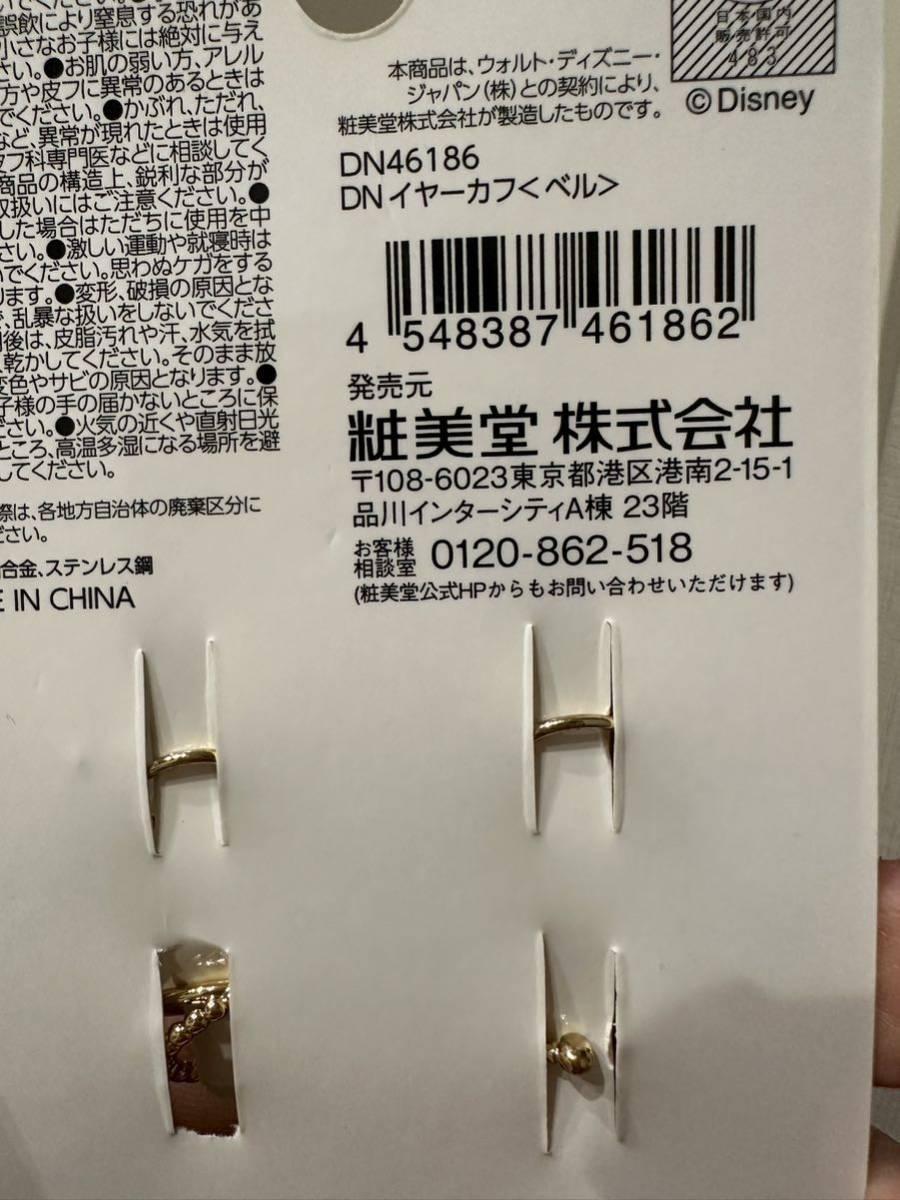 誤飲により窒息する恐れがあ
小さなお子様には絶対に与え
さい。●お肌の弱い方、アレル
方や皮フに異常のあるときは
でください。●かぶれ、ただれ、
など、異常が現れたときは使用
フ科専門医などに相談してく
商品の構造上、鋭利な部分が
取扱いにはご注意ください。●
した場合はただちに使用を中
さい。●激しい運動や就寝時は
いでください。思わぬケガをする
ります。●変形、破損の原因とな
、乱暴な扱いをしないでくださ
後は、皮脂汚れや汗、水気を拭
乾かしてください。そのまま放
変色やサビの原因となります。●
子様の手の届かないところに保
ださい。●火気の近くや直射日光
ところ、高温多湿になる場所を避
してください。
際は、各地方自治体の廃棄区分に
ださい。
合金、ステンレス鋼
E IN CHINA
日本国内
販売許可
483
本商品は、ウォルト・ディズニー・
ジャパン(株)との契約により、
粧美堂株式会社が製造したものです。
©Disney
DN46186
DNイヤーカフ<ベル>
4 548387 461862
発売元
粧美堂 株式会社
〒108-6023東京都港区港南2-15-1
品川インターシティA棟 23階
お客様
相談室 0120-862-518
(粧美堂公式HPからもお問い合わせいただけます)